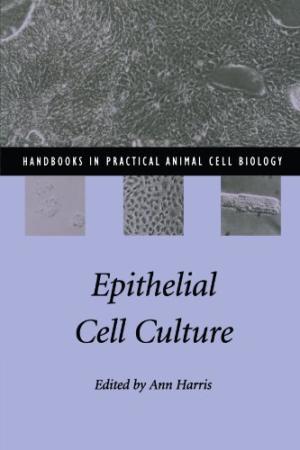 HANDBOOKS IN PRACTICAL ANIMAL CELL BIOLOGY
Epithelial
Cell Culture
Edited by Ann Harris